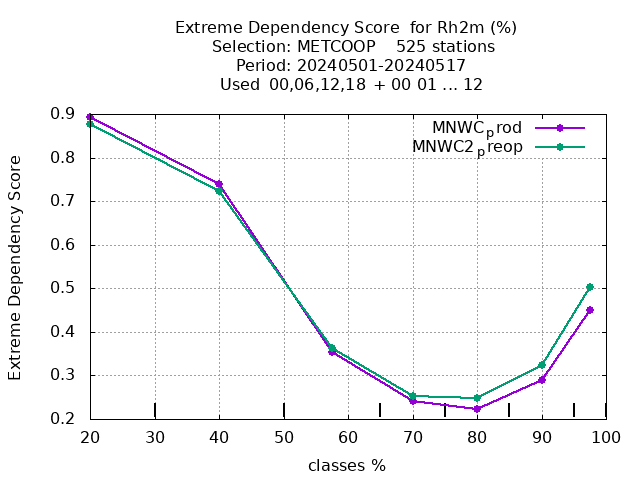 Extreme Dependency Score  for Rh2m (%)
Selection: METCOOP    525 stations
Period: 20240501-20240517
Used  00,06,12,18  + 00 01 ... 12
MNWCprod
MNWC2preop
Extreme Dependency Score
0.9
0.8
0.7
0.6
0.5
0.4
0.3
0.2
20 30 40 50 60 70 80 90 100
classes %